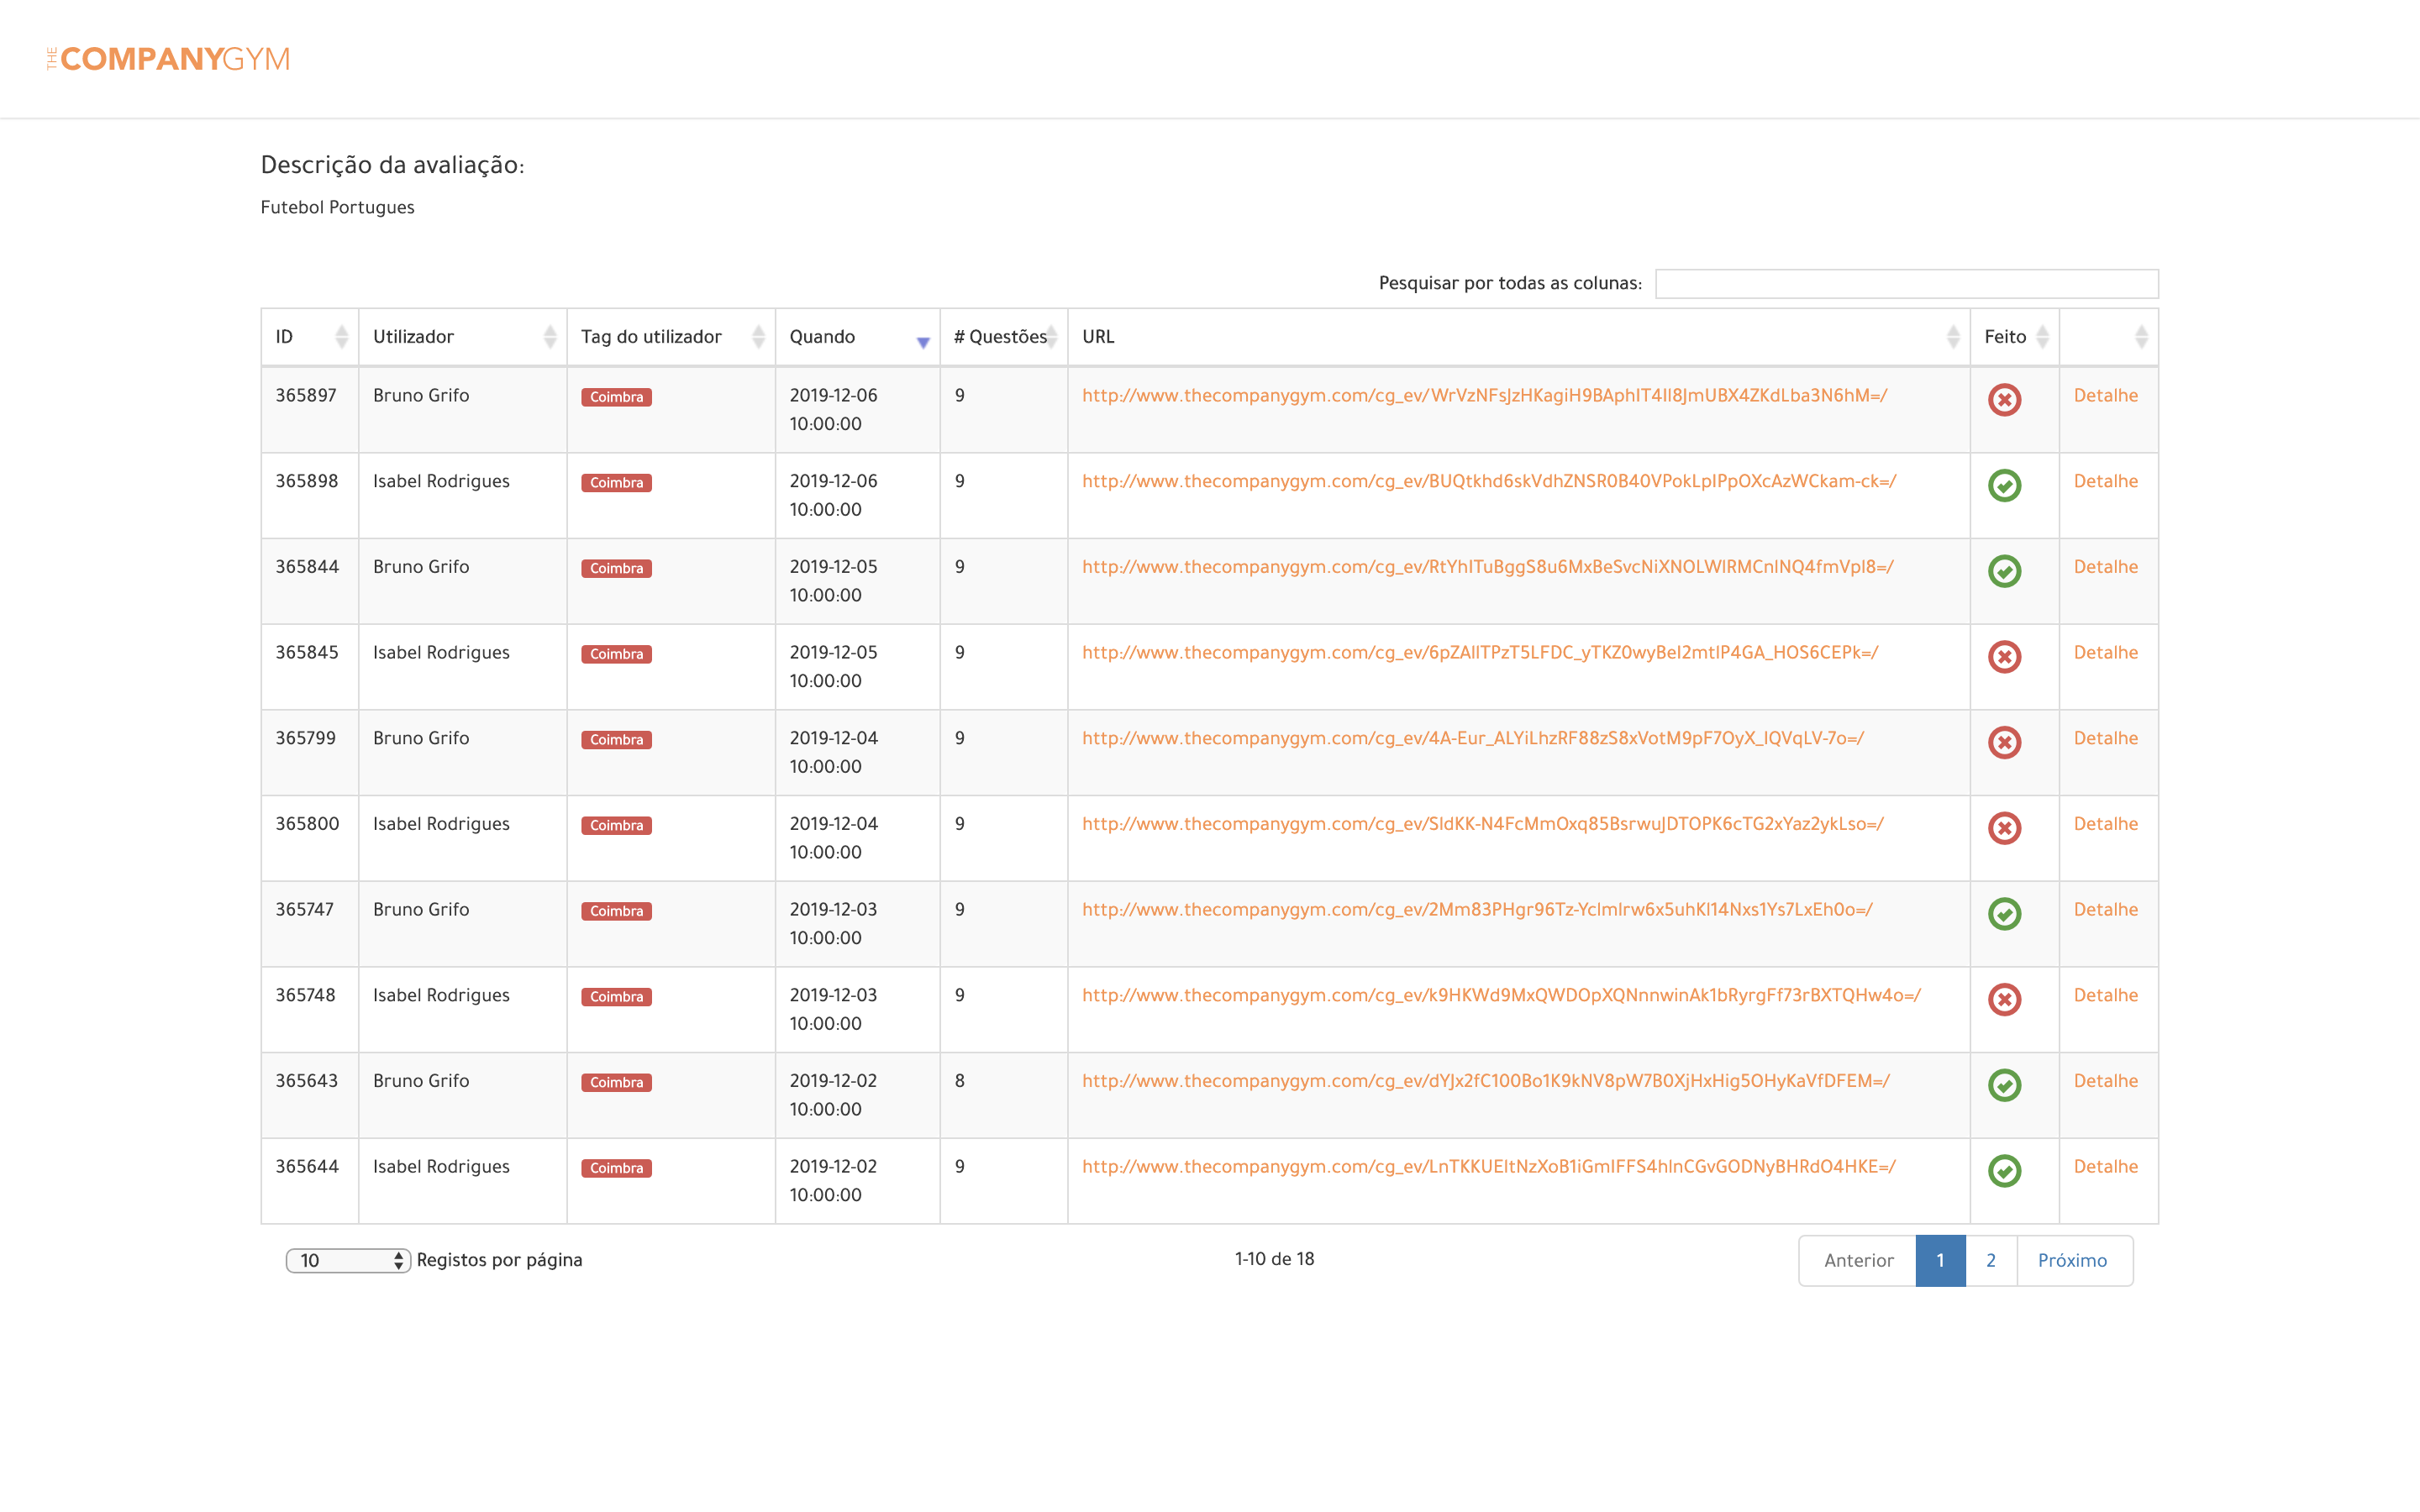 THE COMPANYGYM
Descrição da avaliação:
Futebol Portugues
Pesquisar por todas as colunas:
ID Utilizador Tag do utilizador Quando # Questões URL Feito
365897 Bruno Grifo Coimbra 2019-12-06 9 http://www.thecompanygym.com/cg_ev/WrVzNFsJzHKagiH9BAphIT4II8JmUBX4ZKdLba3N6hM=/ Detalhe
10:00:00
365898 Isabel Rodrigues Coimbra 2019-12-06 9 http://www.thecompanygym.com/cg_ev/BUQtkhd6skVdhZNSR0B40VPokLpIPpOXcAzWCkam-ck=/ Detalhe
10:00:00
365844 Bruno Grifo Coimbra 2019-12-05 9 http://www.thecompanygym.com/cg_ev/RtYhITuBggS8u6MxBeSvcNiXNOLWIRMCnINQ4fmVpI8=/ Detalhe
10:00:00
365845 Isabel Rodrigues Coimbra 2019-12-05 9 http://www.thecompanygym.com/cg_ev/6pZAIITPzT5LFDC_yTKZ0wyBeI2mtIP4GA_HOS6CEPk=/ Detalhe
10:00:00
365799 Bruno Grifo Coimbra 2019-12-04 9 http://www.thecompanygym.com/cg_ev/4A-Eur_ALYiLhzRF88zS8xVotM9pF7OyX_IQVqLV-7o=/ Detalhe
10:00:00
365800 Isabel Rodrigues Coimbra 2019-12-04 9 http://www.thecompanygym.com/cg_ev/SIdKK-N4FcMmOxq85BsrwuJDTOPK6cTG2xYaz2ykLso=/ Detalhe
10:00:00
365747 Bruno Grifo Coimbra 2019-12-03 9 http://www.thecompanygym.com/cg_ev/2Mm83PHgr96Tz-YcImIrw6x5uhKl14Nxs1Ys7LxEh0o=/ Detalhe
10:00:00
365748 Isabel Rodrigues Coimbra 2019-12-03 9 http://www.thecompanygym.com/cg_ev/k9HKWd9MxQWDOpXQNnnwinAk1bRyrgFf73rBXTQHw4o=/ Detalhe
10:00:00
365643 Bruno Grifo Coimbra 2019-12-02 8 http://www.thecompanygym.com/cg_ev/dYJx2fC100Bo1K9kNV8pW7B0XjHxHig5OHyKaVfDFEM=/ Detalhe
10:00:00
365644 Isabel Rodrigues Coimbra 2019-12-02 9 http://www.thecompanygym.com/cg_ev/LnTKKUEItNzXoB1iGmIFFS4hInCGvGODNyBHRdO4HKE=/ Detalhe
10:00:00
10 Registos por página 1-10 de 18 Anterior 1 2 Próximo